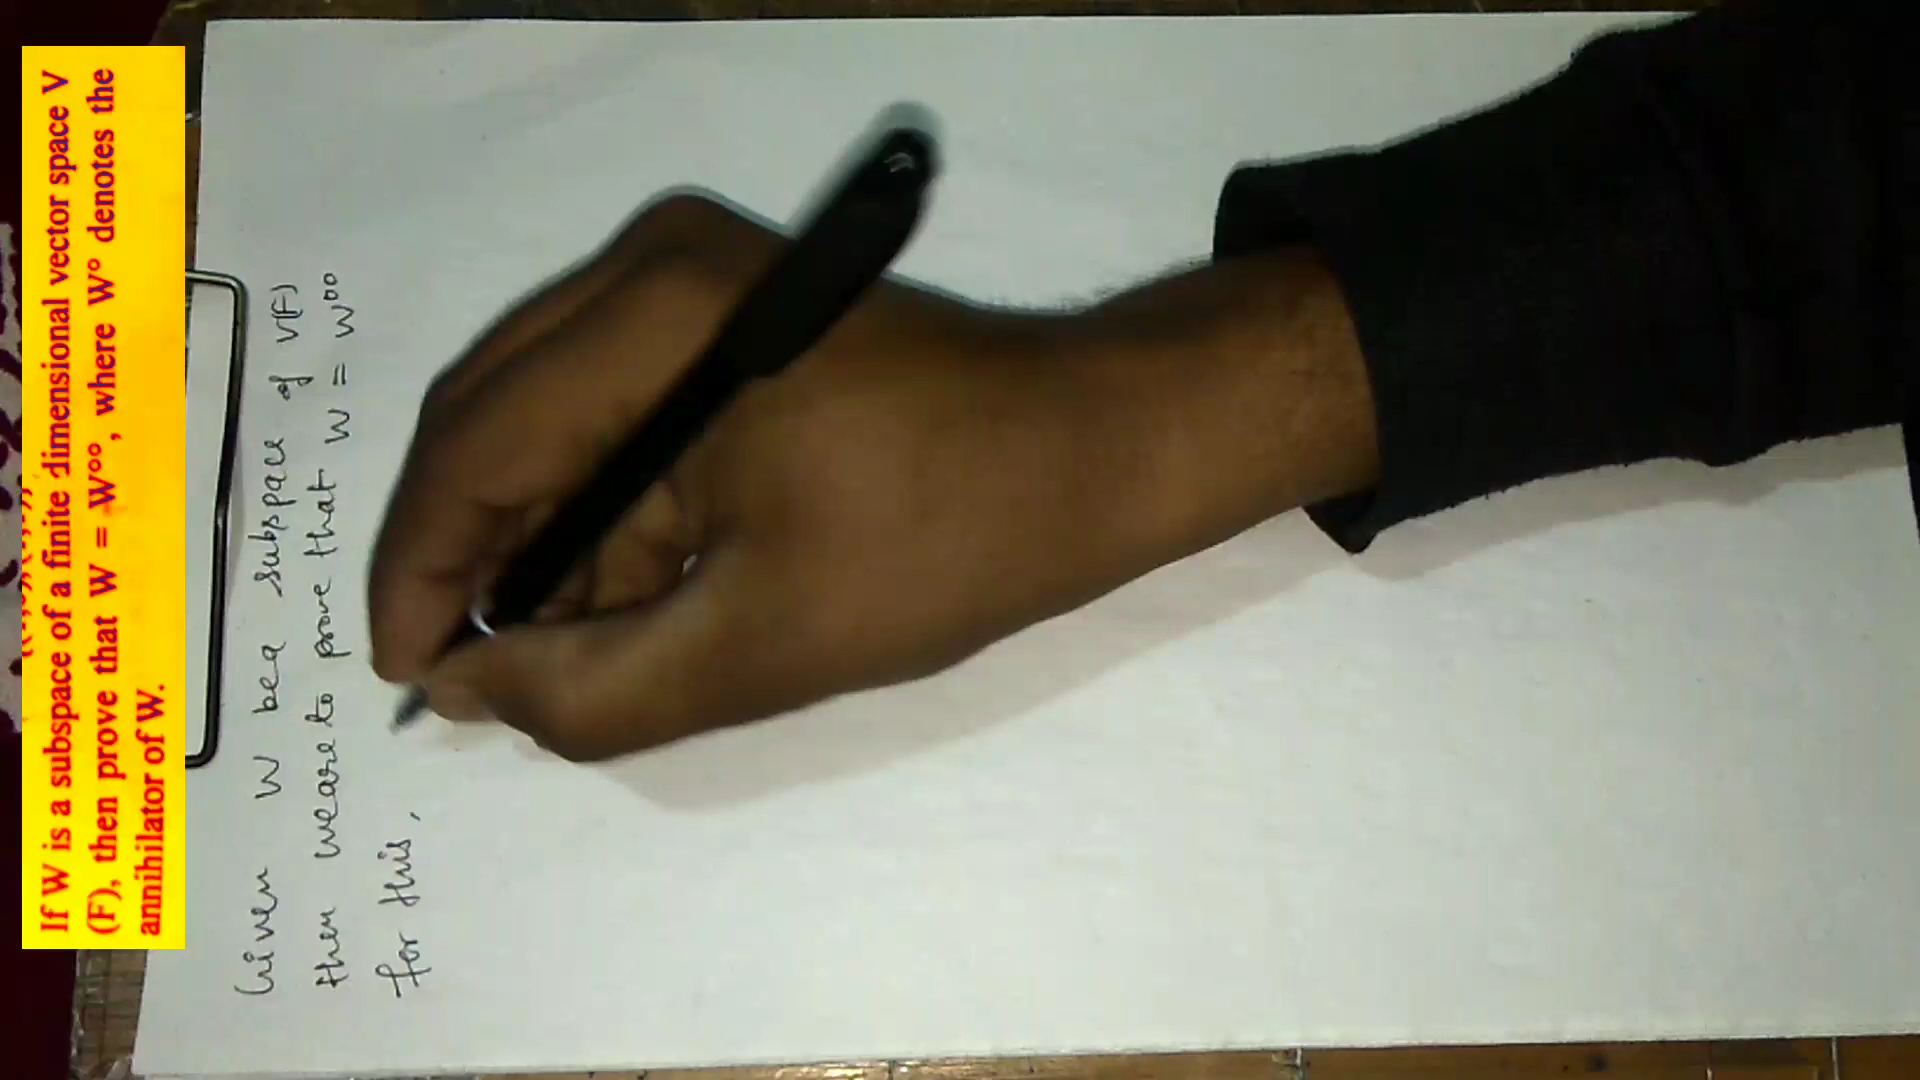 If W is a subspace of a finite dimensional vector space V
(F), then prove that W = W°°, where W° denotes the
annihilator of W.
Given W be a subspace of V(F)
then we are to prove that W = W°°
for this,